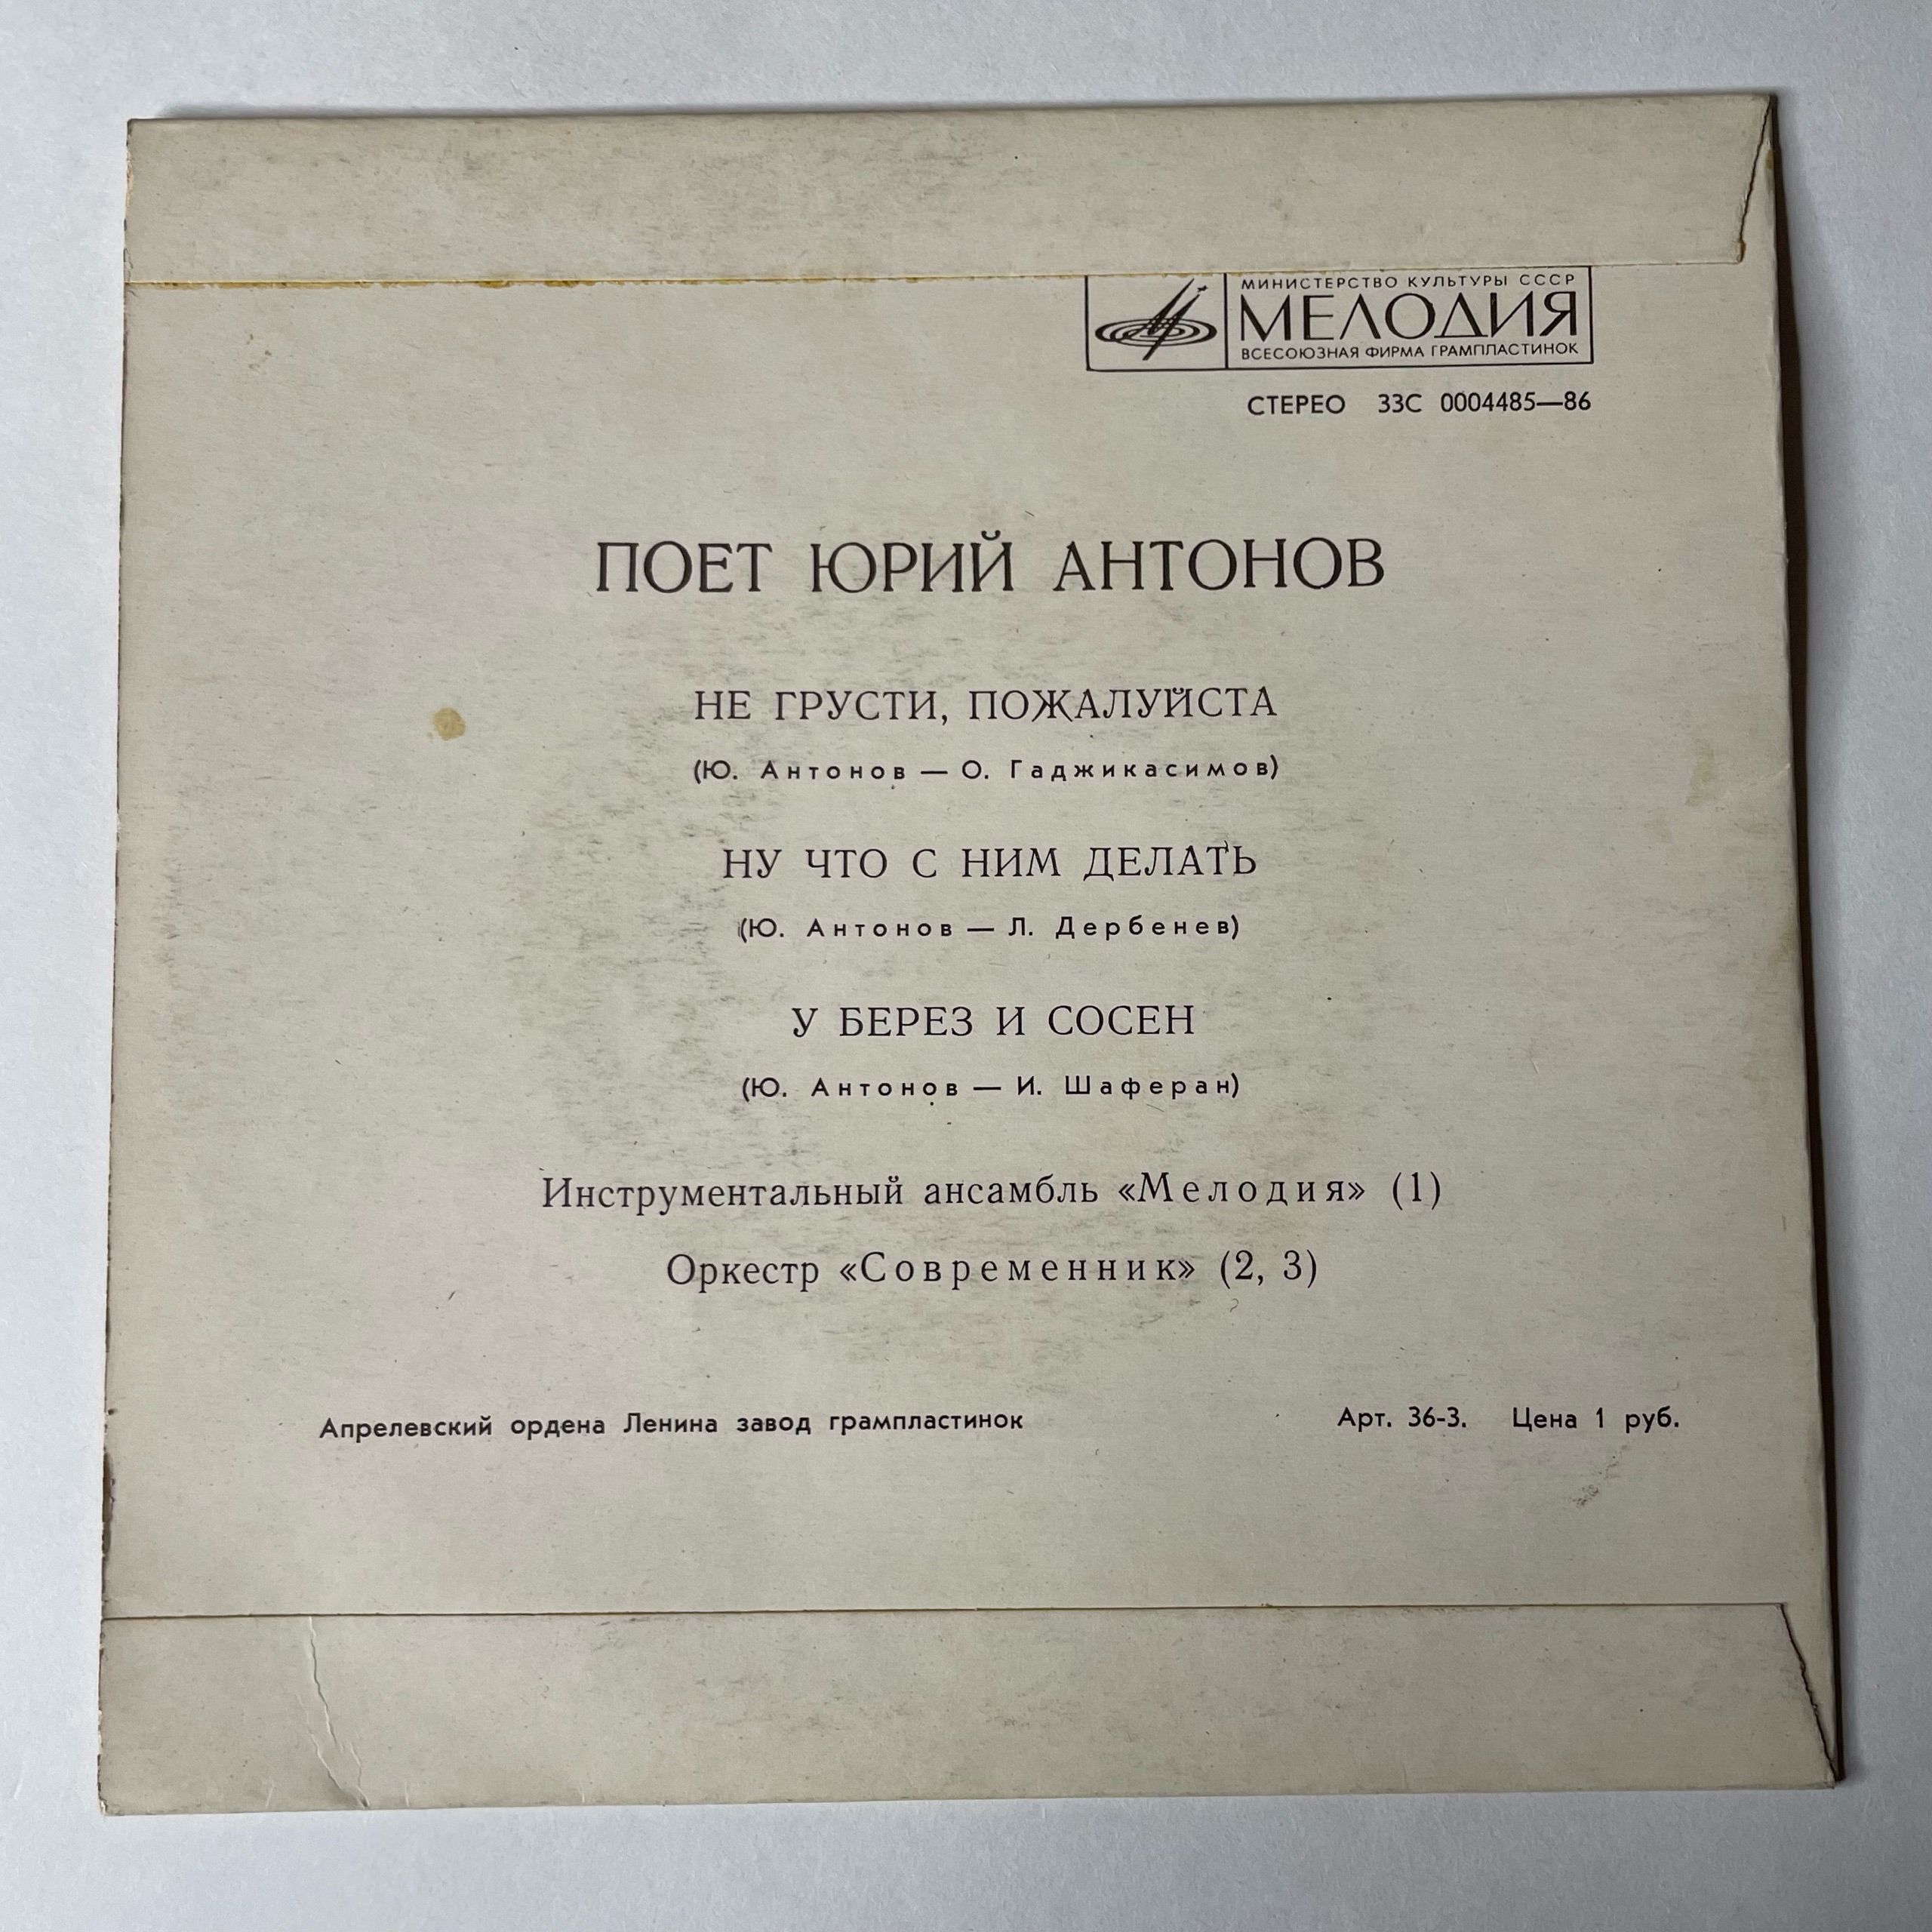 МИНИСТЕРСТВО КУЛЬТУРЫ СССР
МЕЛОДИЯ
ВСЕСОЮЗНАЯ ФИРМА ГРАМПЛАСТИНОК
СТЕРЕО 33С 0004485—86
ПОЕТ ЮРИЙ АНТОНОВ
НЕ ГРУСТИ, ПОЖАЛУЙСТА
(Ю. Антонов — О. Гаджикасимов)
НУ ЧТО С НИМ ДЕЛАТЬ
(Ю. Антонов — Л. Дербенев)
У БЕРЕЗ И СОСЕН
(Ю. Антонов — И. Шаферан)
Инструментальный ансамбль «Мелодия» (1)
Оркестр «Современник» (2, 3)
Апрелевский ордена Ленина завод грампластинок Арт. 36-3. Цена 1 руб.